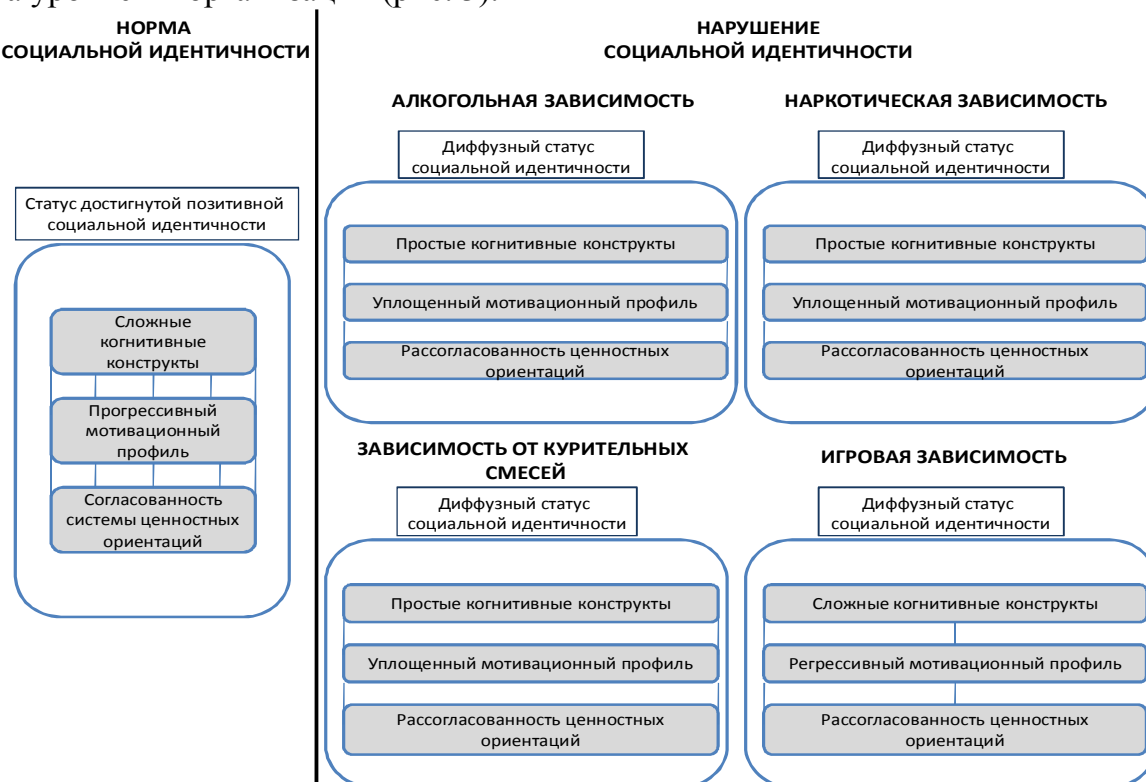 НОРМА
СОЦИАЛЬНОЙ ИДЕНТИЧНОСТИ
Статус достигнутой позитивной
социальной идентичности
Сложные
когнитивные
конструкты
Прогрессивный
мотивационный
профиль
Согласованность
системы ценностных
ориентаций
НАРУШЕНИЕ
СОЦИАЛЬНОЙ ИДЕНТИЧНОСТИ
АЛКОГОЛЬНАЯ ЗАВИСИМОСТЬ
Диффузный статус
социальной идентичности
Простые когнитивные конструкты
Уплощенный мотивационный профиль
Рассогласованность ценностных
ориентаций
НАРКОТИЧЕСКАЯ ЗАВИСИМОСТЬ
Диффузный статус
социальной идентичности
Простые когнитивные конструкты
Уплощенный мотивационный профиль
Рассогласованность ценностных
ориентаций
ЗАВИСИМОСТЬ ОТ КУРИТЕЛЬНЫХ
СМЕСЕЙ
Диффузный статус
социальной идентичности
Простые когнитивные конструкты
Уплощенный мотивационный профиль
Рассогласованность ценностных
ориентаций
ИГРОВАЯ ЗАВИСИМОСТЬ
Диффузный статус
социальной идентичности
Сложные когнитивные конструкты
Регрессивный мотивационный профиль
Рассогласованность ценностных
ориентаций